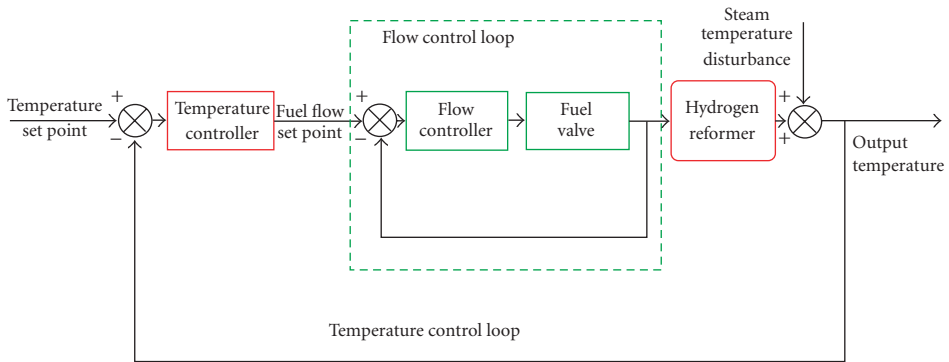 Steam
temperature
disturbance
Flow control loop
Temperature
set point
+
−
Temperature
controller
Fuel flow
set point
+
−
Flow
controller
Fuel
valve
Hydrogen
reformer
+
+
Output
temperature
Temperature control loop